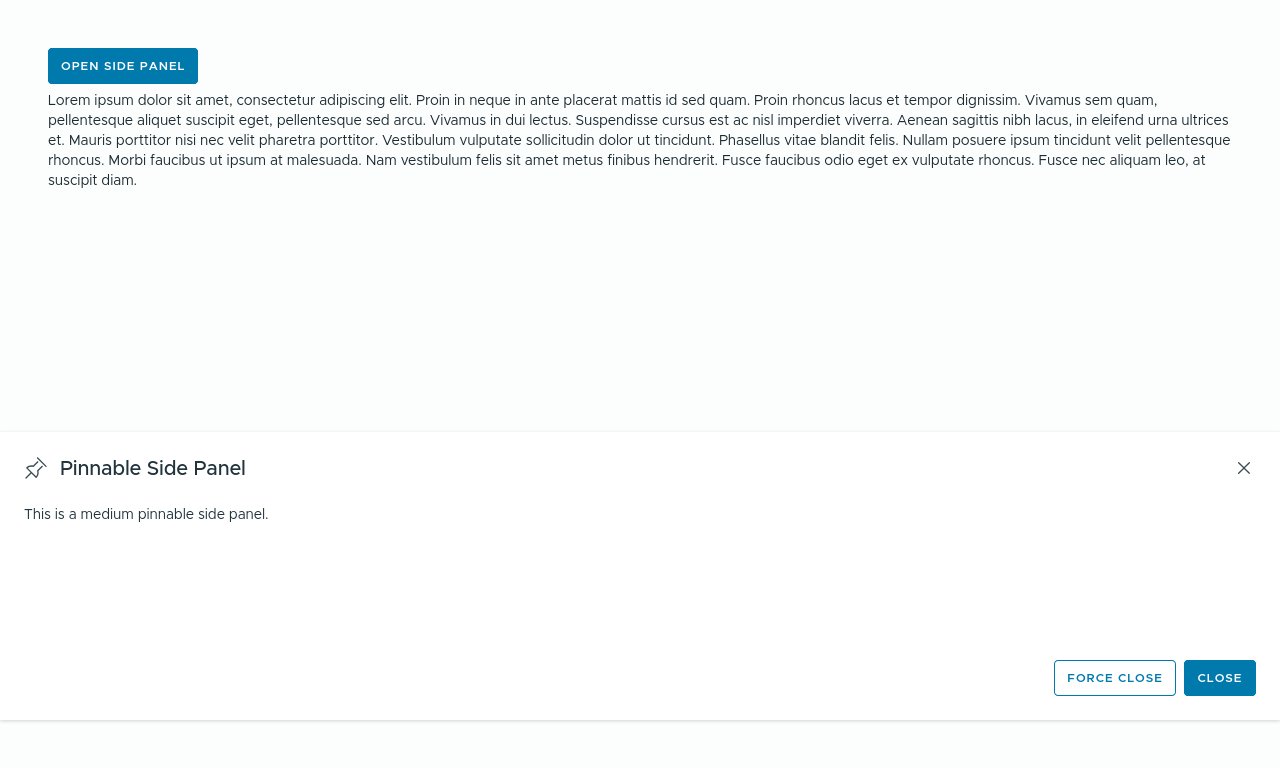 OPEN SIDE PANEL
Lorem ipsum dolor sit amet, consectetur adipiscing elit. Proin in neque in ante placerat mattis id sed quam. Proin rhoncus lacus et tempor dignissim. Vivamus sem quam,
pellentesque aliquet suscipit eget, pellentesque sed arcu. Vivamus in dui lectus. Suspendisse cursus est ac nisl imperdiet viverra. Aenean sagittis nibh lacus, in eleifend urna ultrices
et. Mauris porttitor nisi nec velit pharetra porttitor. Vestibulum vulputate sollicitudin dolor ut tincidunt. Phasellus vitae blandit felis. Nullam posuere ipsum tincidunt velit pellentesque
rhoncus. Morbi faucibus ut ipsum at malesuada. Nam vestibulum felis sit amet metus finibus hendrerit. Fusce faucibus odio eget ex vulputate rhoncus. Fusce nec aliquam leo, at
suscipit diam.
Pinnable Side Panel
This is a medium pinnable side panel.
FORCE CLOSE
CLOSE